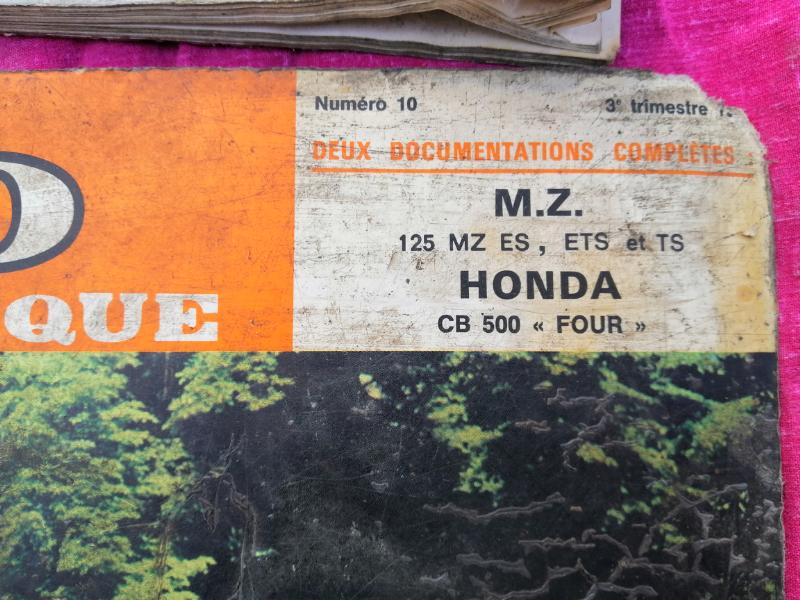 Numéro 10 3e trimestre
DEUX DOCUMENTATIONS COMPLÈTES :
M.Z.
125 MZ ES, ETS et TS
HONDA
CB 500 « FOUR »
O
QUE